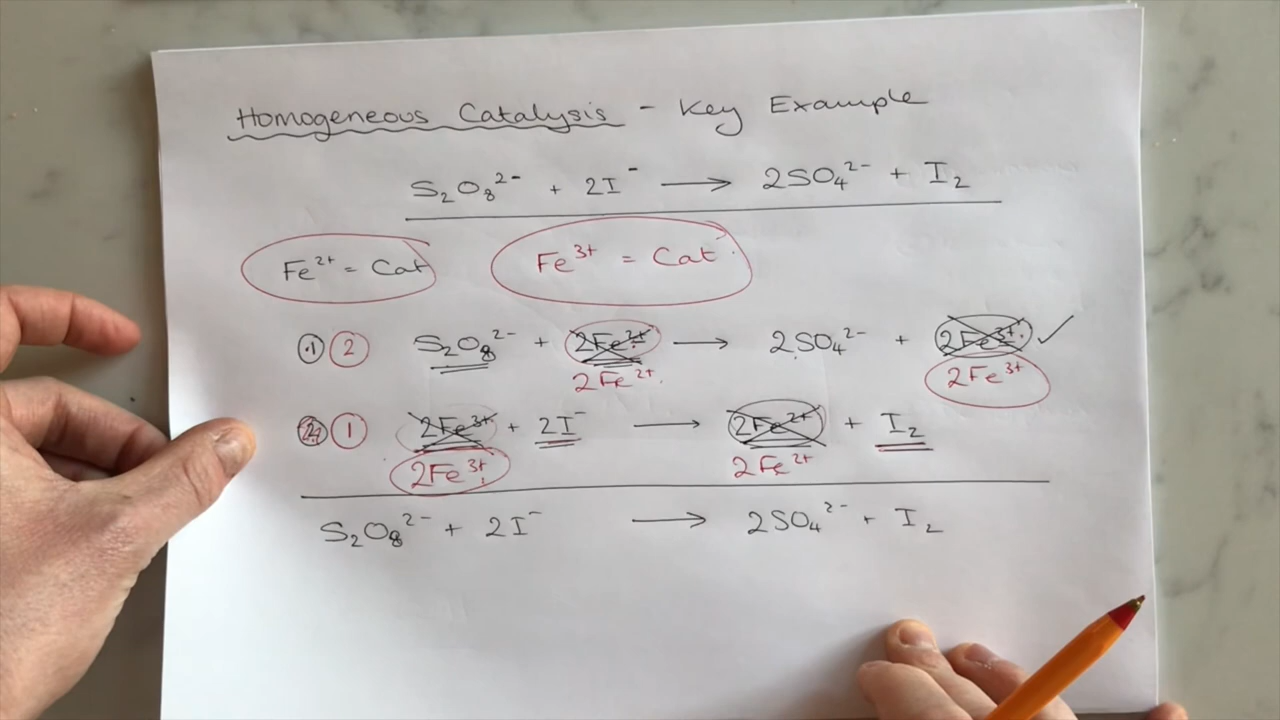 Homogeneous Catalysis - Key Example
S₂O₈²⁻ + 2I⁻ → 2SO₄²⁻ + I₂
Fe²⁺ = Cat Fe³⁺ = Cat
① ② S₂O₈²⁻ + 2Fe²⁺ → 2SO₄²⁻ + 2Fe³⁺ ✓
2Fe²⁺ 2Fe³⁺
② ① 2Fe³⁺ + 2I⁻ → 2Fe²⁺ + I₂
2Fe³⁺ 2Fe²⁺
S₂O₈²⁻ + 2I⁻ → 2SO₄²⁻ + I₂